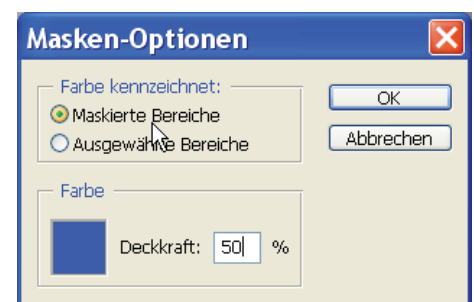 Masken-Optionen
Farbe kennzeichnet:
Maskierte Bereiche
Ausgewählte Bereiche
OK
Abbrechen
Farbe
Deckkraft: 50 %